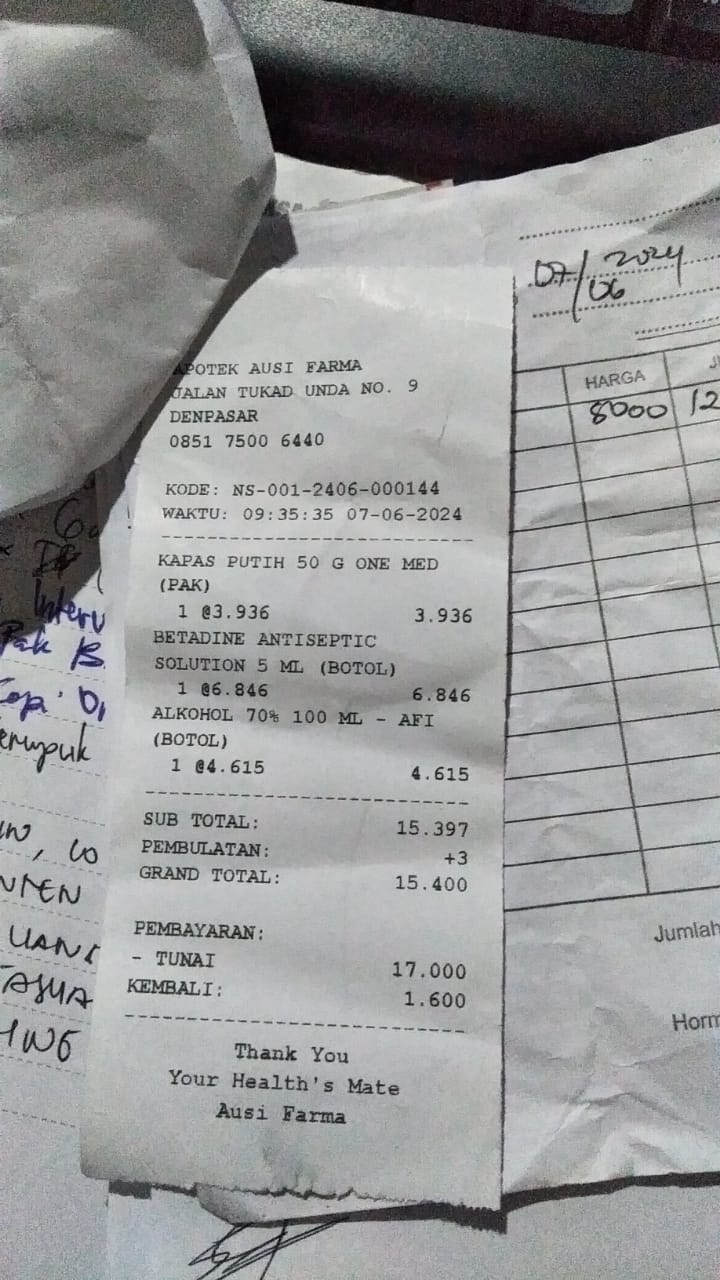 APOTEK AUSI FARMA
JALAN TUKAD UNDA NO. 9
DENPASAR
0851 7500 6440
KODE: NS-001-2406-000144
WAKTU: 09:35:35 07-06-2024
--------------------------------
KAPAS PUTIH 50 G ONE MED
(PAK)
1 @3.936 3.936
BETADINE ANTISEPTIC
SOLUTION 5 ML (BOTOL)
1 @6.846 6.846
ALKOHOL 70% 100 ML - AFI
(BOTOL)
1 @4.615 4.615
--------------------------------
SUB TOTAL: 15.397
PEMBULATAN: +3
GRAND TOTAL: 15.400
PEMBAYARAN:
- TUNAI 17.000
KEMBALI: 1.600
--------------------------------
Thank You
Your Health's Mate
Ausi Farma
07/06 2024
HARGA
8000 12
Jumlah
Horm
Interv
Pak B